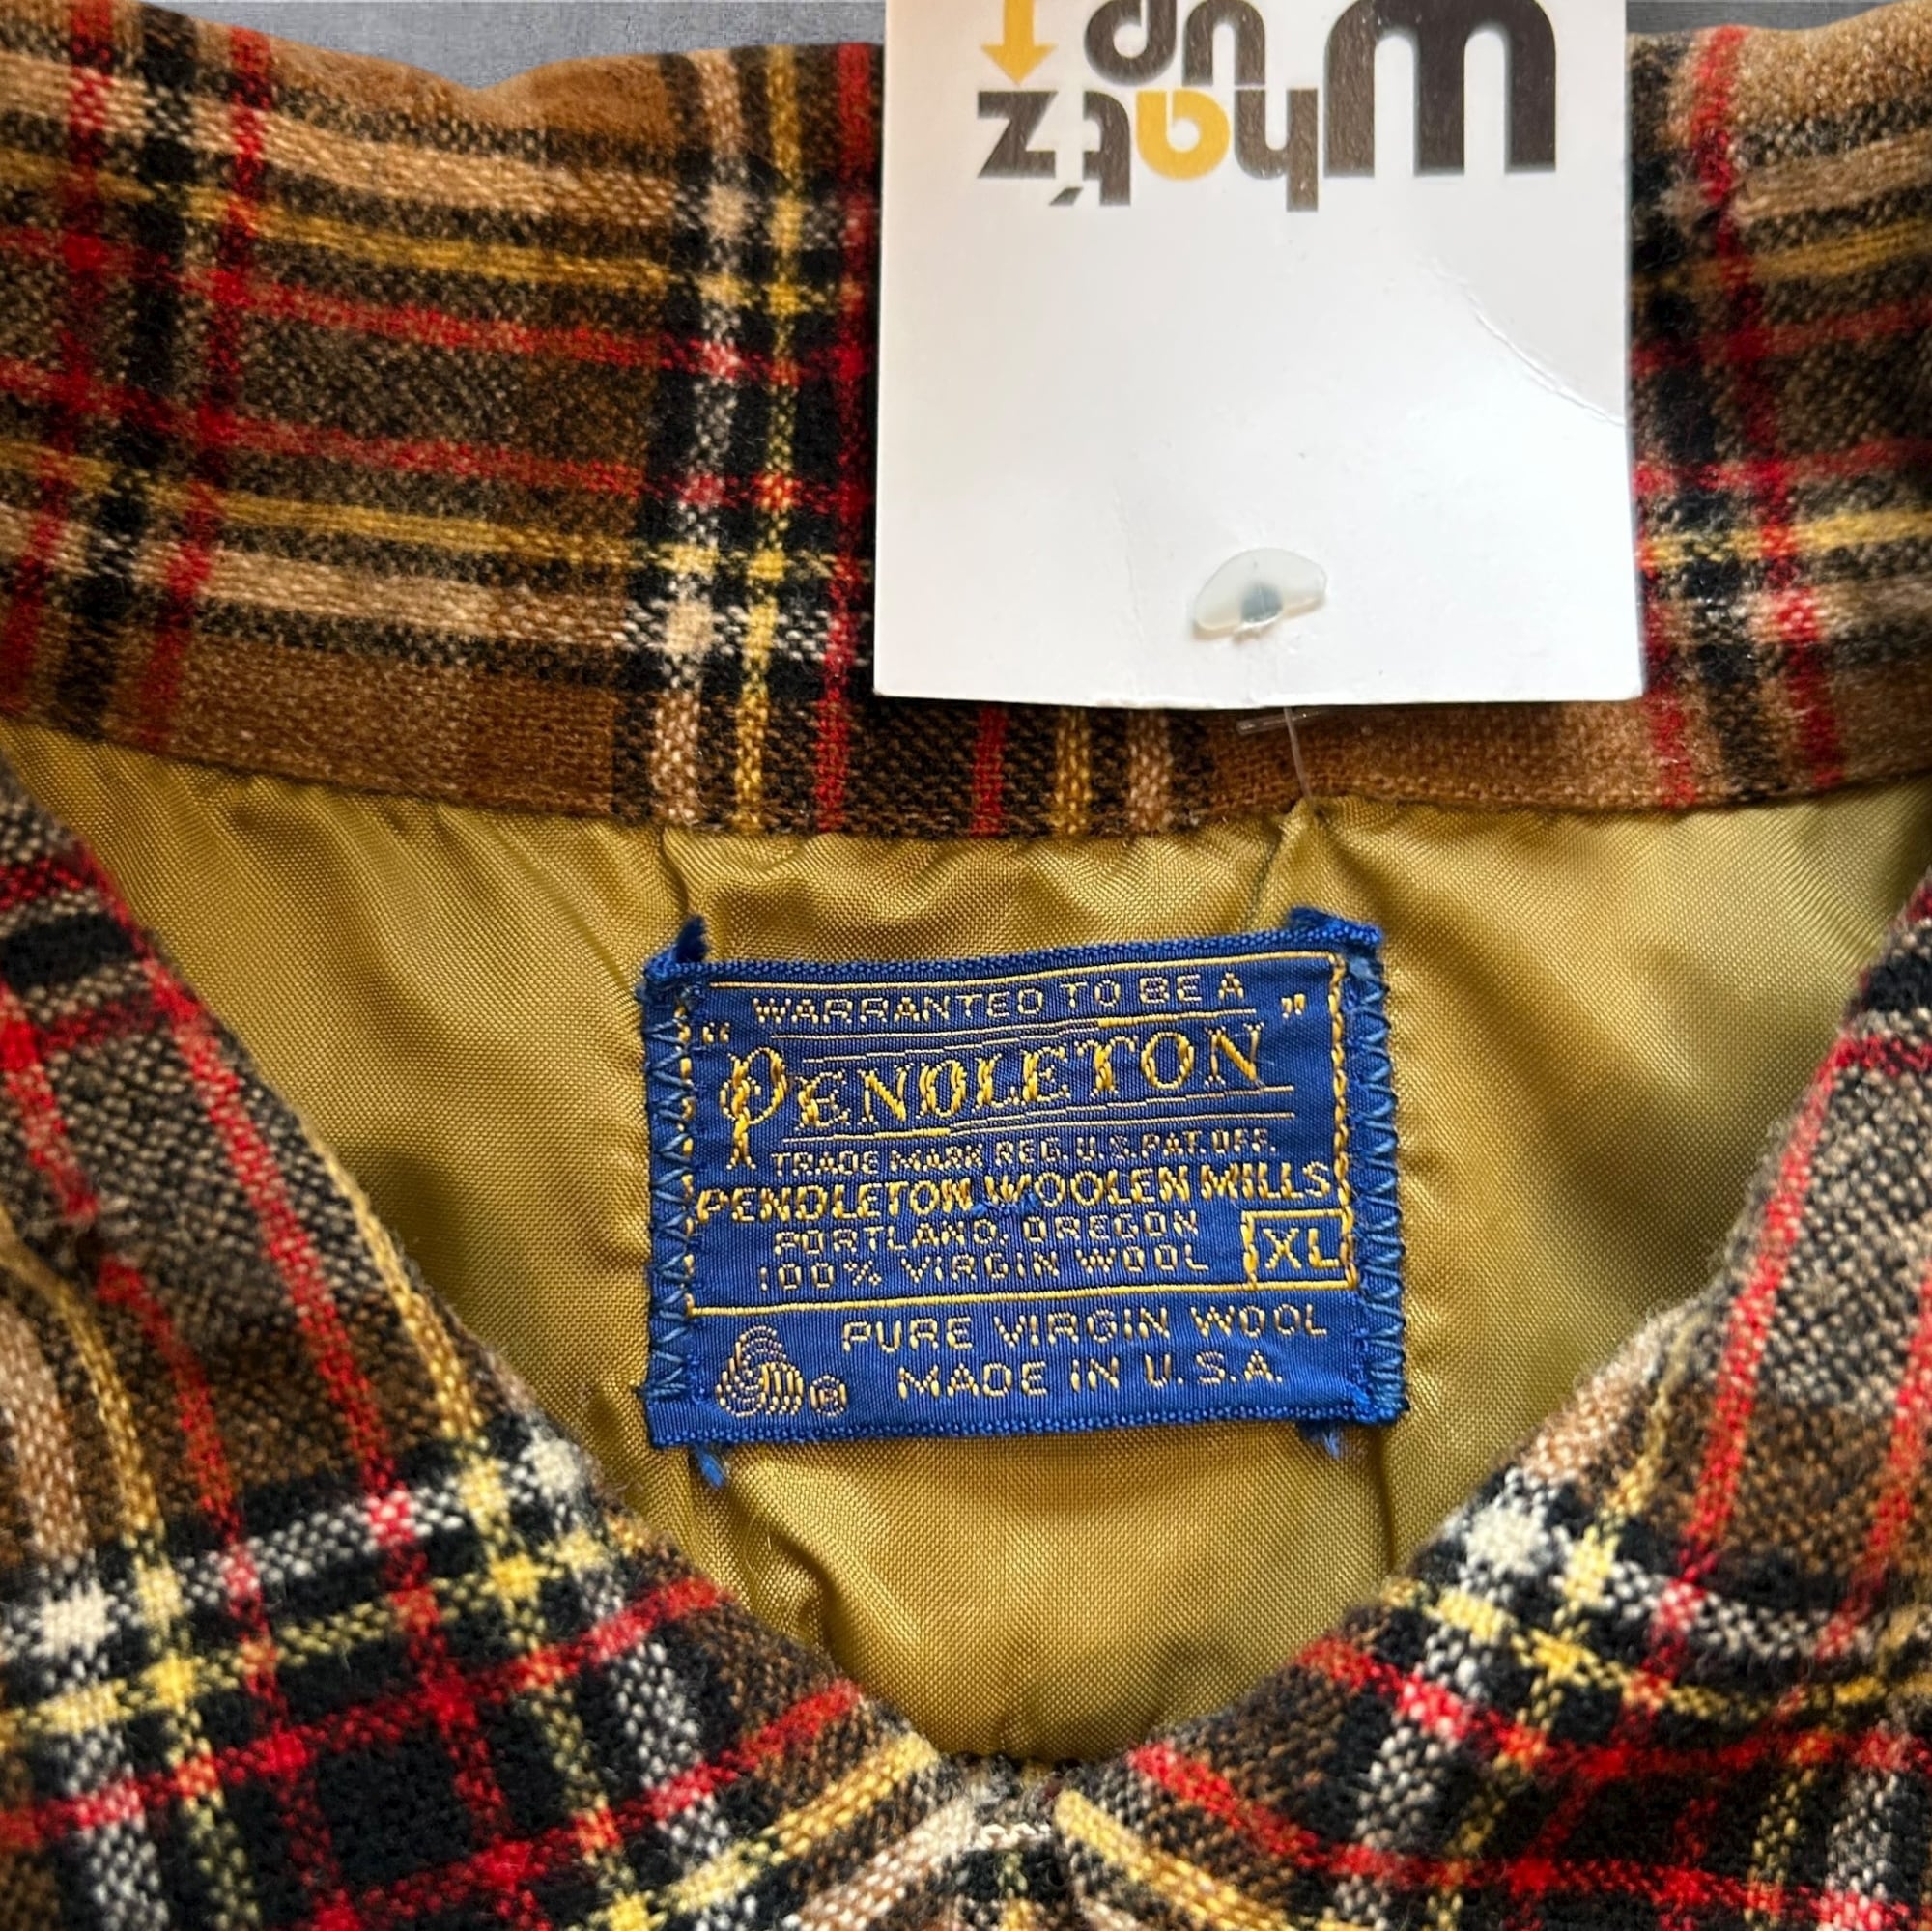 What'z
up
" WARRANTED TO BE A "
PENDLETON
TRADE MARK REG. U.S. PAT. OFF.
PENDLETON WOOLEN MILLS
PORTLAND, OREGON
100% VIRGIN WOOL XL
PURE VIRGIN WOOL
® MADE IN U.S.A.